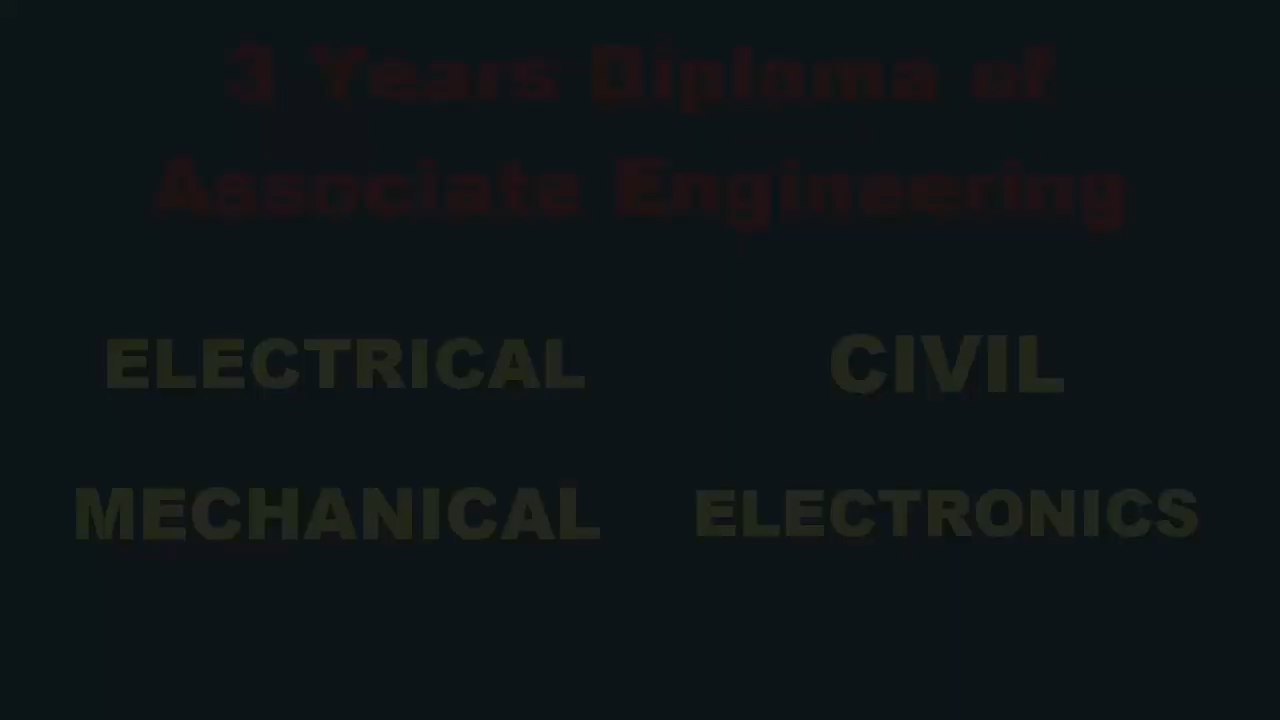 3 Years Diploma of
Associate Engineering
ELECTRICAL CIVIL
MECHANICAL ELECTRONICS